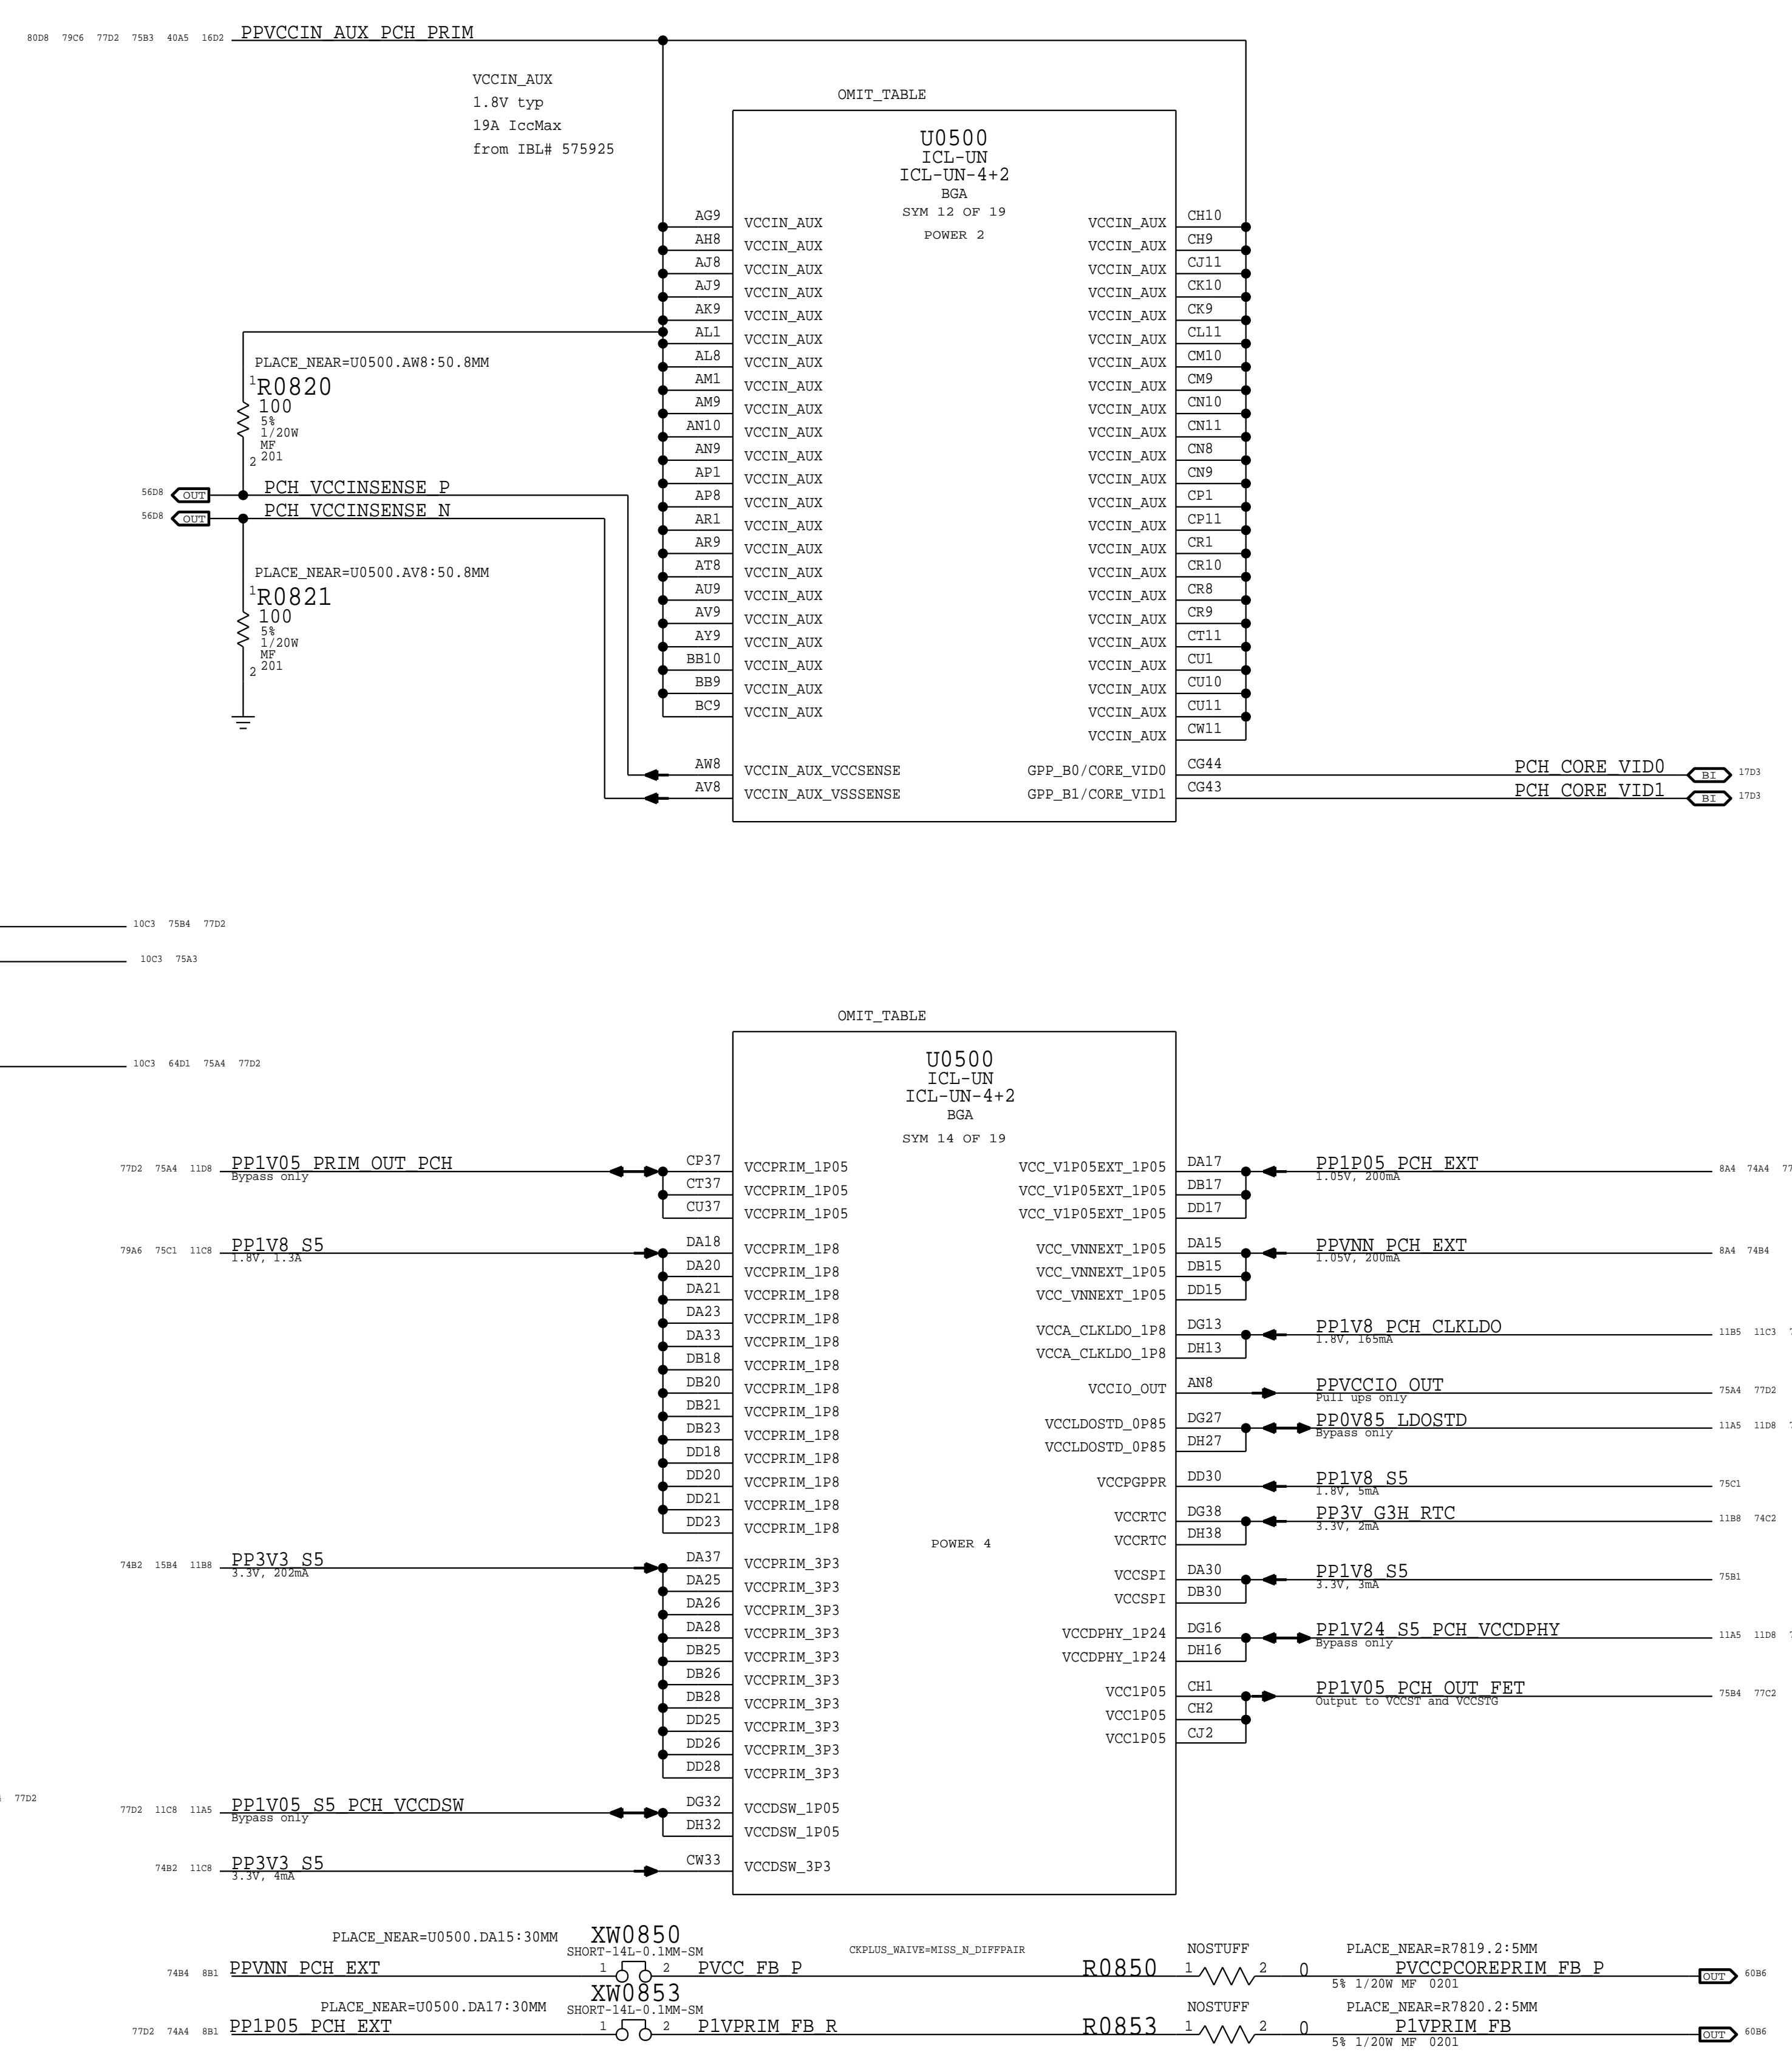 80D8 79C6 77D2 75B3 40A5 16D2 PPVCCIN_AUX_PCH_PRIM
VCCIN_AUX
1.8V typ
19A IccMax
from IBL# 575925
OMIT_TABLE
U0500
ICL-UN
ICL-UN-4+2
BGA
SYM 12 OF 19
POWER 2
AG9 VCCIN_AUX VCCIN_AUX CH10
AH8 VCCIN_AUX VCCIN_AUX CH9
AJ8 VCCIN_AUX VCCIN_AUX CJ11
AJ9 VCCIN_AUX VCCIN_AUX CK10
AK9 VCCIN_AUX VCCIN_AUX CK9
AL1 VCCIN_AUX VCCIN_AUX CL11
AL8 VCCIN_AUX VCCIN_AUX CM10
AM1 VCCIN_AUX VCCIN_AUX CM9
AM9 VCCIN_AUX VCCIN_AUX CN10
AN10 VCCIN_AUX VCCIN_AUX CN11
AN9 VCCIN_AUX VCCIN_AUX CN8
AP1 VCCIN_AUX VCCIN_AUX CN9
AP8 VCCIN_AUX VCCIN_AUX CP1
AR1 VCCIN_AUX VCCIN_AUX CP11
AR9 VCCIN_AUX VCCIN_AUX CR1
AT8 VCCIN_AUX VCCIN_AUX CR10
AU9 VCCIN_AUX VCCIN_AUX CR8
AV9 VCCIN_AUX VCCIN_AUX CR9
AY9 VCCIN_AUX VCCIN_AUX CT11
BB10 VCCIN_AUX VCCIN_AUX CU1
BB9 VCCIN_AUX VCCIN_AUX CU10
BC9 VCCIN_AUX VCCIN_AUX CU11
VCCIN_AUX CW11
AW8 VCCIN_AUX_VCCSENSE GPP_B0/CORE_VID0 CG44 PCH_CORE_VID0 BI 17D3
AV8 VCCIN_AUX_VSSSENSE GPP_B1/CORE_VID1 CG43 PCH_CORE_VID1 BI 17D3
PLACE_NEAR=U0500.AW8:50.8MM
1 R0820
100
5%
1/20W
MF
2 201
56D8 OUT PCH_VCCINSENSE_P
56D8 OUT PCH_VCCINSENSE_N
PLACE_NEAR=U0500.AV8:50.8MM
1 R0821
100
5%
1/20W
MF
2 201
10C3 75B4 77D2
10C3 75A3
10C3 64D1 75A4 77D2
OMIT_TABLE
U0500
ICL-UN
ICL-UN-4+2
BGA
SYM 14 OF 19
POWER 4
77D2 75A4 11D8 PP1V05_PRIM_OUT_PCH
Bypass only
CP37 VCCPRIM_1P05
CT37 VCCPRIM_1P05
CU37 VCCPRIM_1P05
79A6 75C1 11C8 PP1V8_S5
1.8V, 1.3A
DA18 VCCPRIM_1P8
DA20 VCCPRIM_1P8
DA21 VCCPRIM_1P8
DA23 VCCPRIM_1P8
DA33 VCCPRIM_1P8
DB18 VCCPRIM_1P8
DB20 VCCPRIM_1P8
DB21 VCCPRIM_1P8
DB23 VCCPRIM_1P8
DD18 VCCPRIM_1P8
DD20 VCCPRIM_1P8
DD21 VCCPRIM_1P8
DD23 VCCPRIM_1P8
74B2 15B4 11B8 PP3V3_S5
3.3V, 202mA
DA37 VCCPRIM_3P3
DA25 VCCPRIM_3P3
DA26 VCCPRIM_3P3
DA28 VCCPRIM_3P3
DB25 VCCPRIM_3P3
DB26 VCCPRIM_3P3
DB28 VCCPRIM_3P3
DD25 VCCPRIM_3P3
DD26 VCCPRIM_3P3
DD28 VCCPRIM_3P3
77D2
77D2 11C8 11A5 PP1V05_S5_PCH_VCCDSW
Bypass only
DG32 VCCDSW_1P05
DH32 VCCDSW_1P05
74B2 11C8 PP3V3_S5
3.3V, 4mA
CW33 VCCDSW_3P3
VCC_V1P05EXT_1P05 DA17 PP1P05_PCH_EXT 8A4 74A4 77
1.05V, 200mA
VCC_V1P05EXT_1P05 DB17
VCC_V1P05EXT_1P05 DD17
VCC_VNNEXT_1P05 DA15 PPVNN_PCH_EXT 8A4 74B4
1.05V, 200mA
VCC_VNNEXT_1P05 DB15
VCC_VNNEXT_1P05 DD15
VCCA_CLKLDO_1P8 DG13 PP1V8_PCH_CLKLDO 11B5 11C3
1.8V, 165mA
VCCA_CLKLDO_1P8 DH13
VCCIO_OUT AN8 PPVCCIO_OUT 75A4 77D2
Pull ups only
VCCLDOSTD_0P85 DG27 PP0V85_LDOSTD 11A5 11D8
Bypass only
VCCLDOSTD_0P85 DH27
VCCPGPPR DD30 PP1V8_S5 75C1
1.8V, 5mA
VCCRTC DG38 PP3V_G3H_RTC 11B8 74C2
3.3V, 2mA
VCCRTC DH38
VCCSPI DA30 PP1V8_S5 75B1
3.3V, 3mA
VCCSPI DB30
VCCDPHY_1P24 DG16 PP1V24_S5_PCH_VCCDPHY 11A5 11D8
Bypass only
VCCDPHY_1P24 DH16
VCC1P05 CH1 PP1V05_PCH_OUT_FET 75B4 77C2
Output to VCCST and VCCSTG
VCC1P05 CH2
VCC1P05 CJ2
PLACE_NEAR=U0500.DA15:30MM XW0850
SHORT-14L-0.1MM-SM CKPLUS_WAIVE=MISS_N_DIFFPAIR NOSTUFF PLACE_NEAR=R7819.2:5MM
74B4 8B1 PPVNN_PCH_EXT 1 2 PVCC_FB_P R0850 1 2 0 PVCCPCOREPRIM_FB_P OUT 60B6
5% 1/20W MF 0201
PLACE_NEAR=U0500.DA17:30MM XW0853
SHORT-14L-0.1MM-SM NOSTUFF PLACE_NEAR=R7820.2:5MM
77D2 74A4 8B1 PP1P05_PCH_EXT 1 2 P1VPRIM_FB_R R0853 1 2 0 P1VPRIM_FB OUT 60B6
5% 1/20W MF 0201